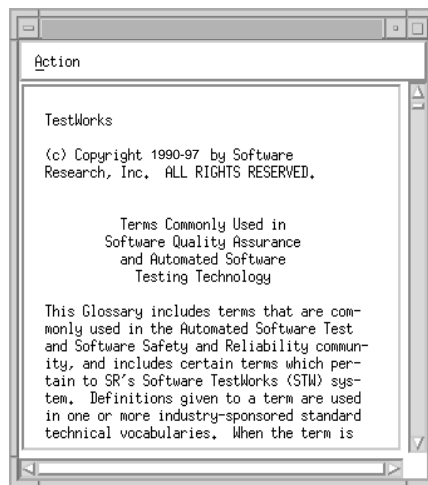 Action
TestWorks
(c) Copyright 1990-97 by Software
Research, Inc. ALL RIGHTS RESERVED.
Terms Commonly Used in
Software Quality Assurance
and Automated Software
Testing Technology
This Glossary includes terms that are com-
monly used in the Automated Software Test
and Software Safety and Reliability commun-
ity, and includes certain terms which per-
tain to SR's Software TestWorks (STW) sys-
tem. Definitions given to a term are used
in one or more industry-sponsored standard
technical vocabularies. When the term is